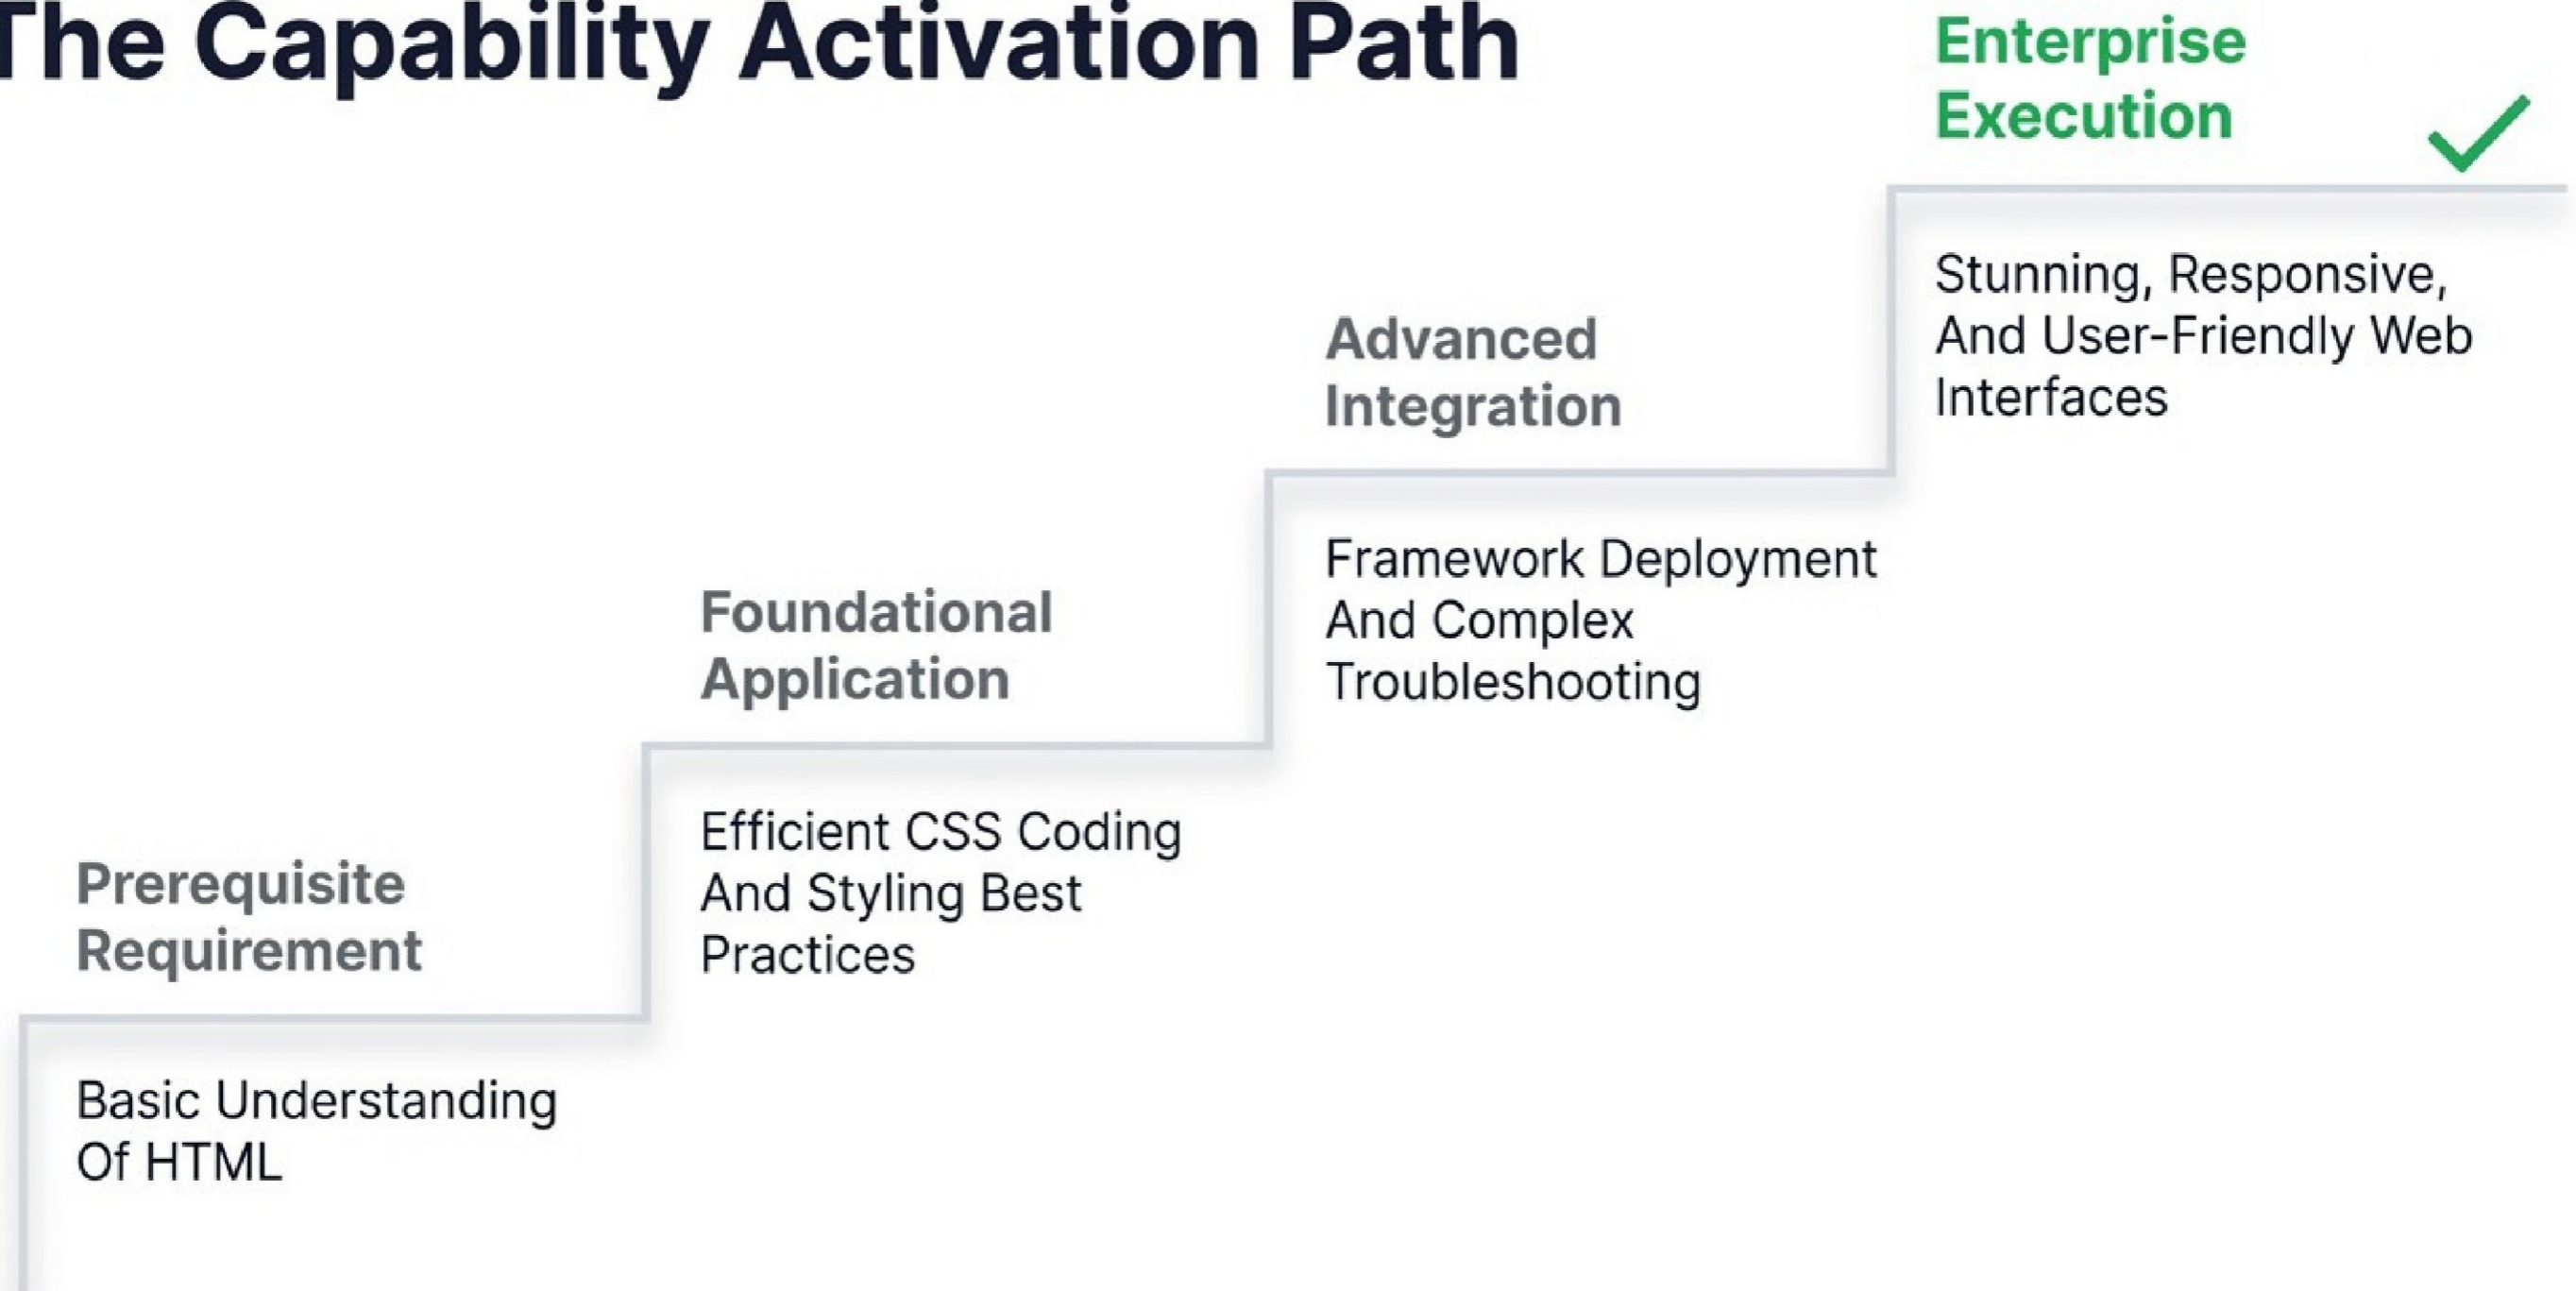 The Capability Activation Path
Enterprise
Execution
Stunning, Responsive,
And User-Friendly Web
Interfaces
Advanced
Integration
Framework Deployment
And Complex
Troubleshooting
Foundational
Application
Efficient CSS Coding
And Styling Best
Practices
Prerequisite
Requirement
Basic Understanding
Of HTML